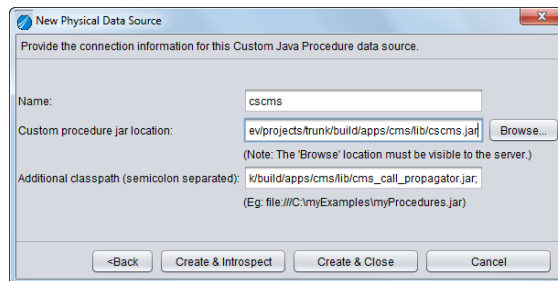 New Physical Data Source
Provide the connection information for this Custom Java Procedure data source.
Name: cscms
Custom procedure jar location: ev/projects/trunk/build/apps/cms/lib/cscms.jar Browse...
(Note: The 'Browse' location must be visible to the server.)
Additional classpath (semicolon separated): k/build/apps/cms/lib/cms_call_propagator.jar;
(Eg: file:///C:\myExamples\myProcedures.jar)
<Back Create & Introspect Create & Close Cancel